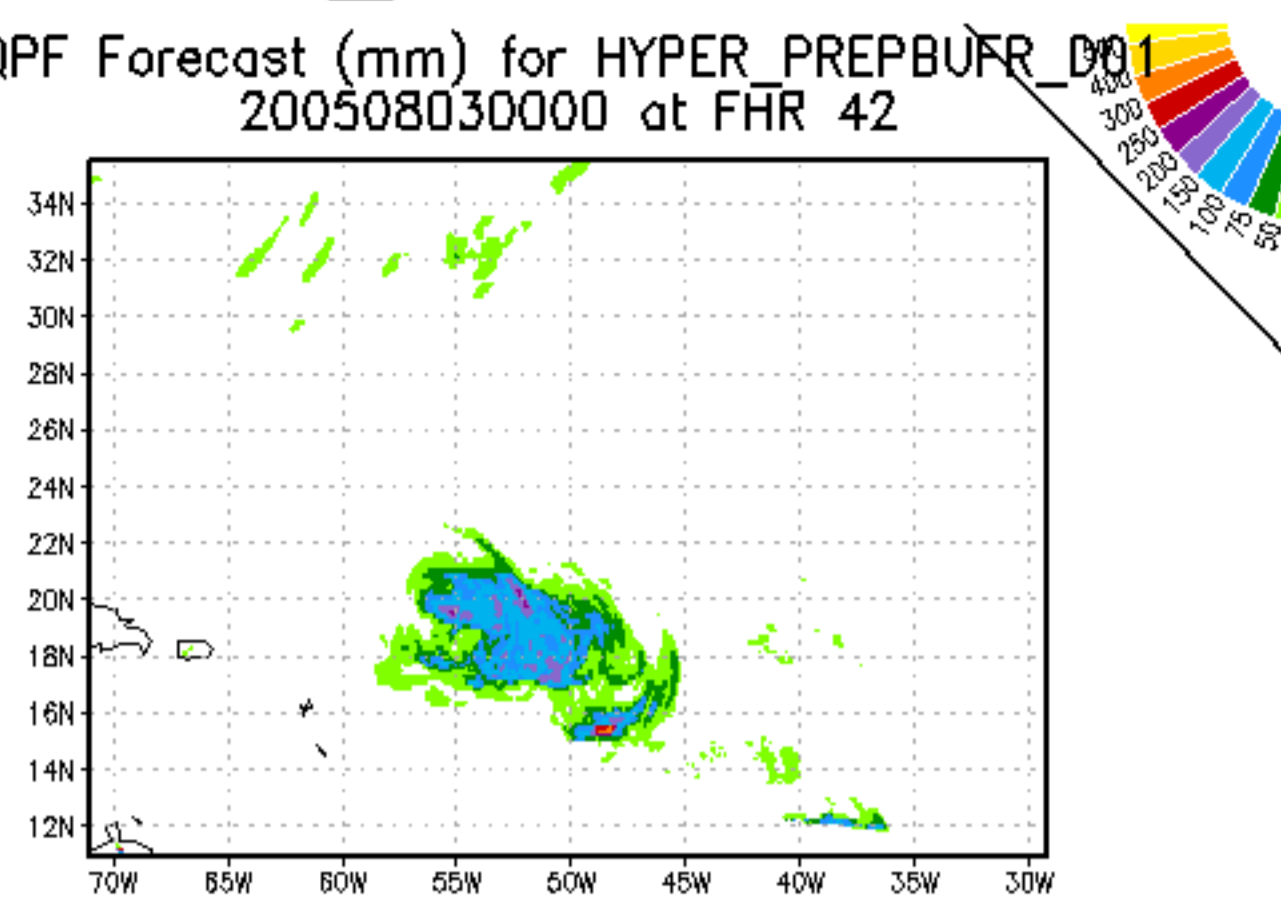 QPF Forecast (mm) for HYPER_PREPBUFR_D01
200508030000 at FHR 42
400
300
250
200
150
100
75
50
34N
32N
30N
28N
26N
24N
22N
20N
18N
16N
14N
12N
70W 65W 60W 55W 50W 45W 40W 35W 30W